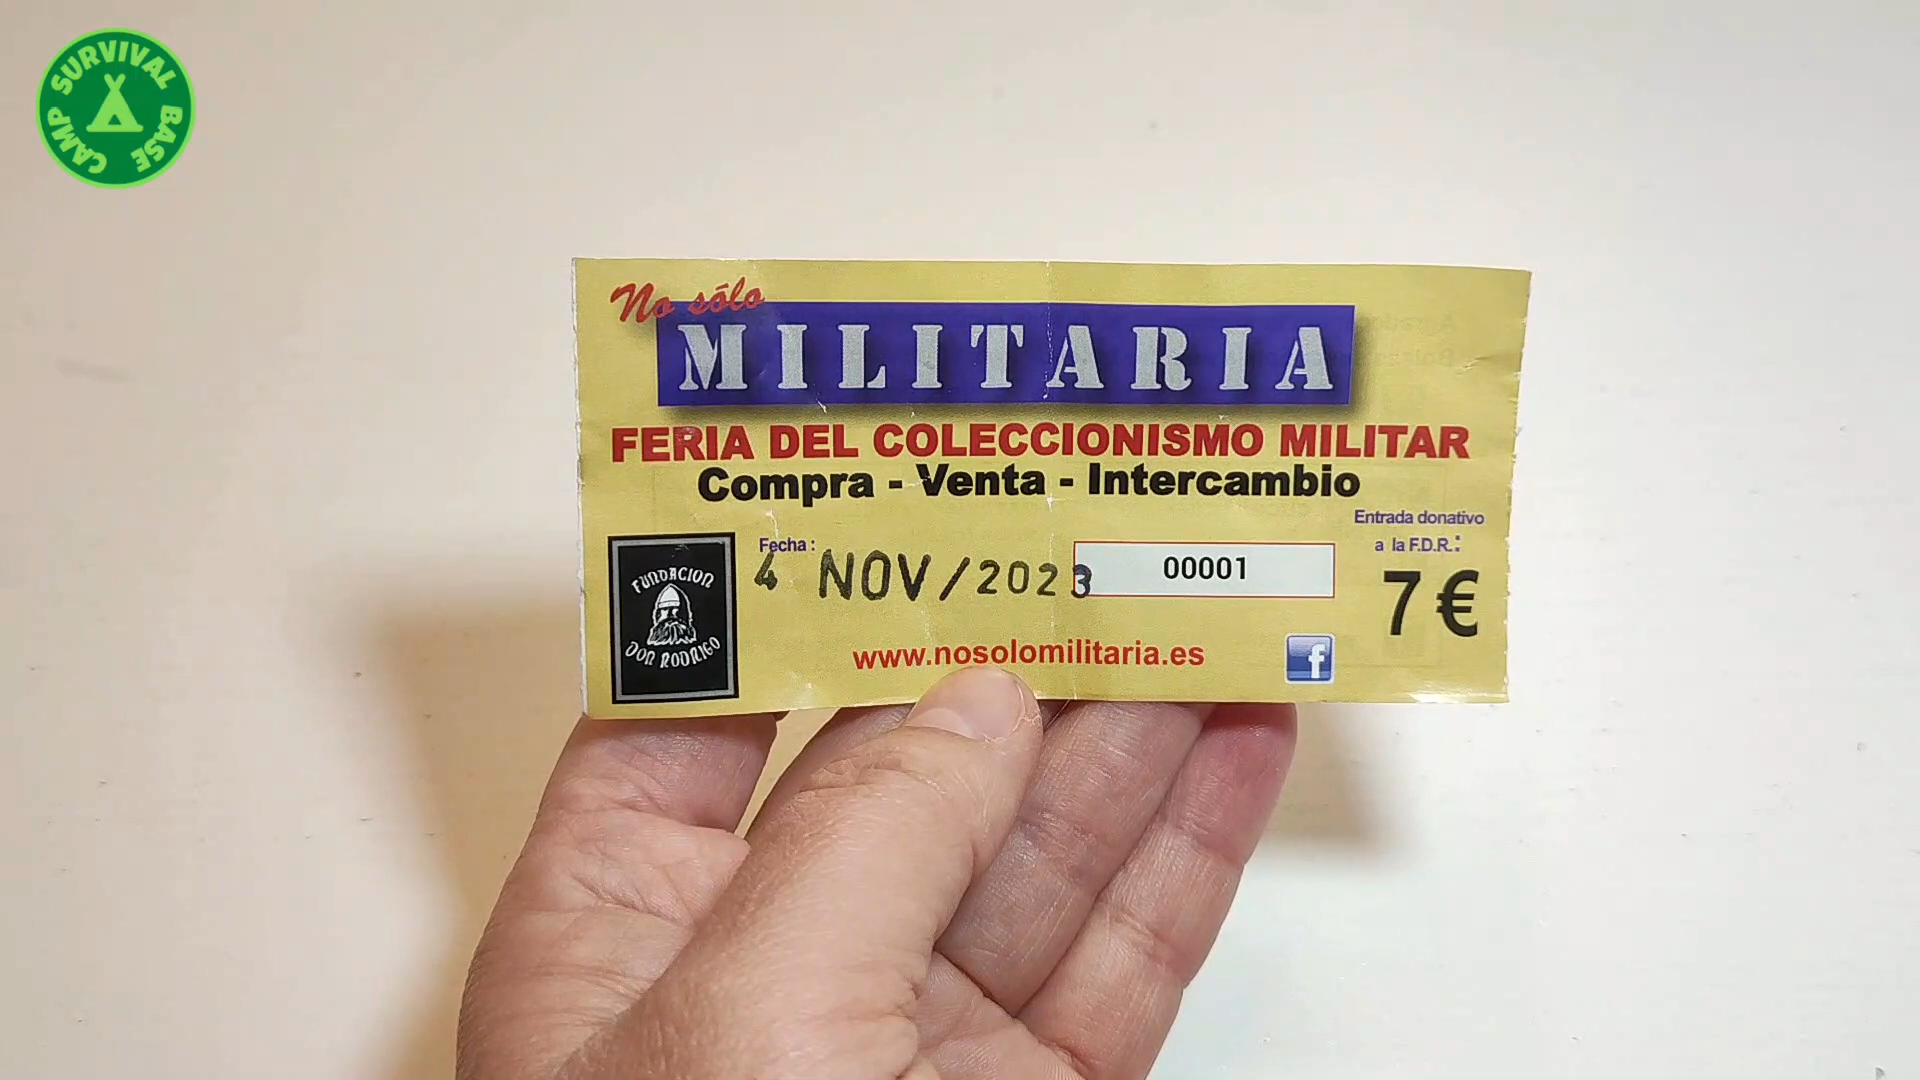 SURVIVAL BASE CAMP
No sólo
MILITARIA
FERIA DEL COLECCIONISMO MILITAR
Compra - Venta - Intercambio
Entrada donativo
a la F.D.R.:
7 €
Fecha :
4 NOV/2023
00001
FUNDACION
DON RODRIGO
www.nosolomilitaria.es
f